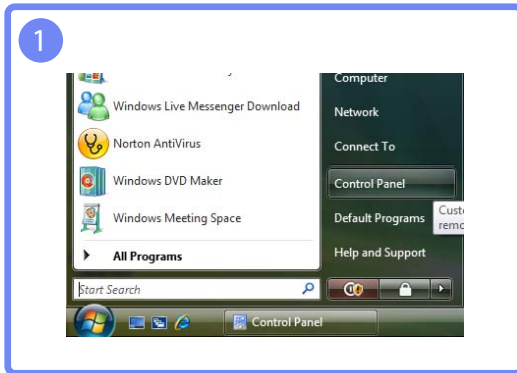 1
Windows Live Messenger Download
Norton AntiVirus
Windows DVD Maker
Windows Meeting Space
All Programs
Start Search
Computer
Network
Connect To
Control Panel
Default Programs
Help and Support
Control Panel